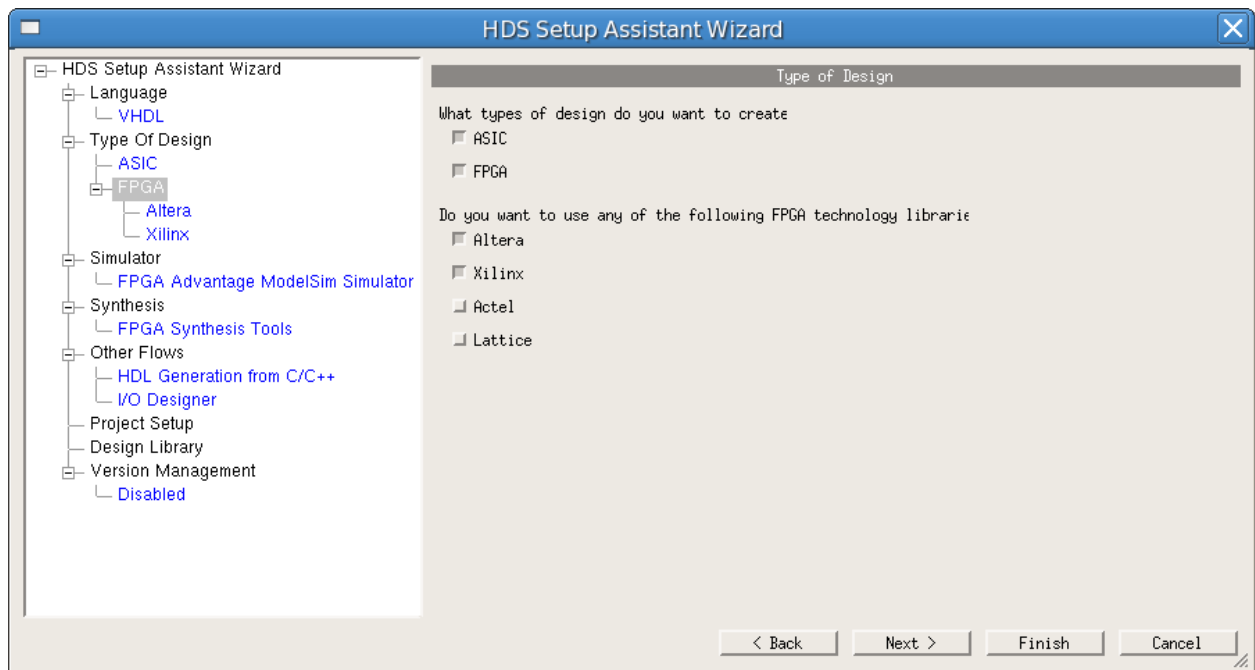 HDS Setup Assistant Wizard
HDS Setup Assistant Wizard
Language
VHDL
Type Of Design
ASIC
FPGA
Altera
Xilinx
Simulator
FPGA Advantage ModelSim Simulator
Synthesis
FPGA Synthesis Tools
Other Flows
HDL Generation from C/C++
I/O Designer
Project Setup
Design Library
Version Management
Disabled
Type of Design
What types of design do you want to create
ASIC
FPGA
Do you want to use any of the following FPGA technology librarie
Altera
Xilinx
Actel
Lattice
< Back Next > Finish Cancel